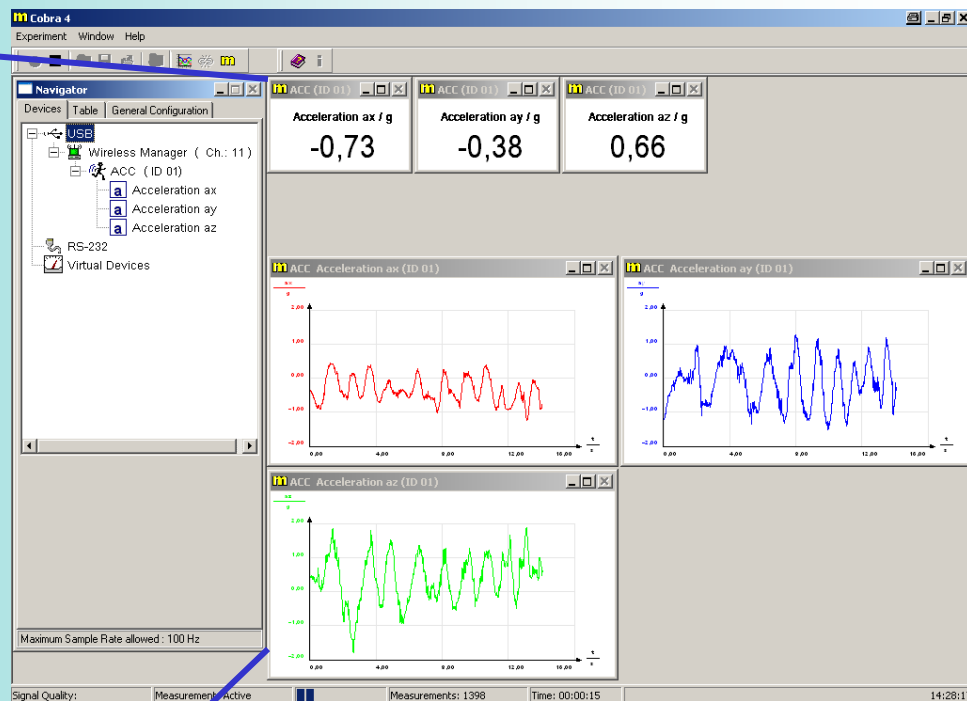 m Cobra 4
Experiment Window Help
m
i
Navigator
Devices Table General Configuration
USB
Wireless Manager ( Ch.: 11 )
ACC ( ID 01)
a Acceleration ax
a Acceleration ay
a Acceleration az
RS-232
Virtual Devices
Maximum Sample Rate allowed : 100 Hz
m ACC (ID 01)
Acceleration ax / g
-0,73
m ACC (ID 01)
Acceleration ay / g
-0,38
m ACC (ID 01)
Acceleration az / g
0,66
m ACC Acceleration ax (ID 01)
ax
g
2,00
1,00
0,00
-1,00
-2,00
0,00 4,00 8,00 12,00 16,00
t
s
m ACC Acceleration ay (ID 01)
ay
g
2,00
1,00
0,00
-1,00
-2,00
0,00 4,00 8,00 12,00 16,00
t
s
m ACC Acceleration az (ID 01)
az
g
2,00
1,00
0,00
-1,00
-2,00
0,00 4,00 8,00 12,00 16,00
t
s
Signal Quality: Measurement: Active Measurements: 1398 Time: 00:00:15 14:28:1